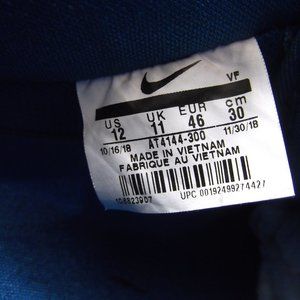 VF
US UK EUR cm
12 11 46 30
10/16/18 AT4144-300 11/30/18
MADE IN VIETNAM
FABRIQUE AU VIETNAM
UPC 00192499274427